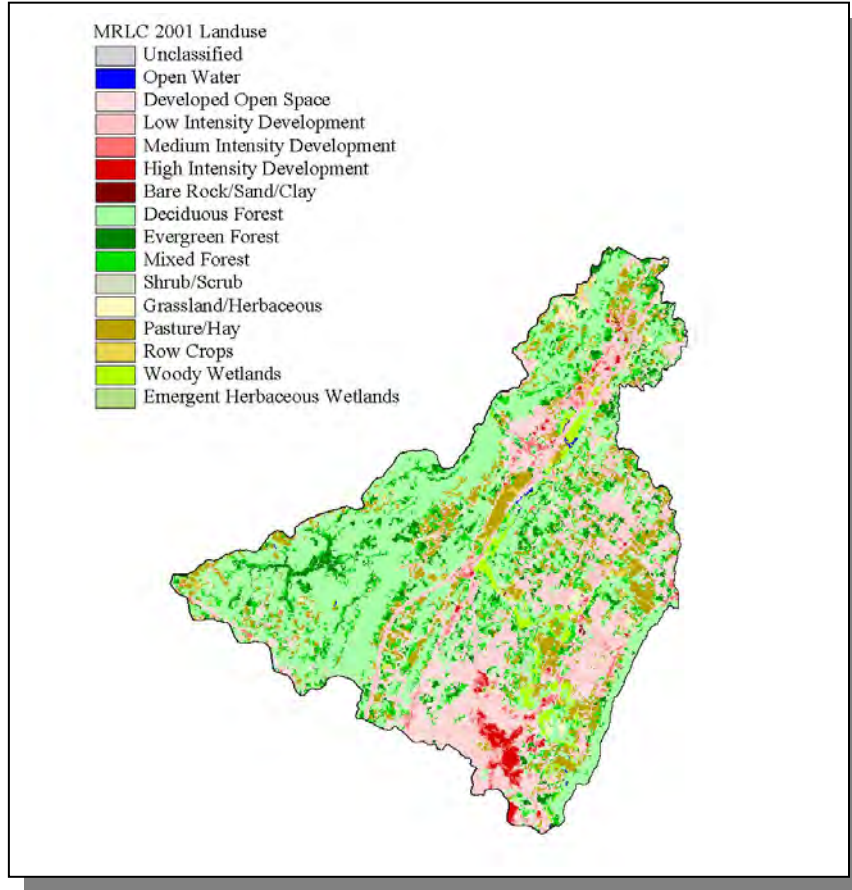 MRLC 2001 Landuse
Unclassified
Open Water
Developed Open Space
Low Intensity Development
Medium Intensity Development
High Intensity Development
Bare Rock/Sand/Clay
Deciduous Forest
Evergreen Forest
Mixed Forest
Shrub/Scrub
Grassland/Herbaceous
Pasture/Hay
Row Crops
Woody Wetlands
Emergent Herbaceous Wetlands